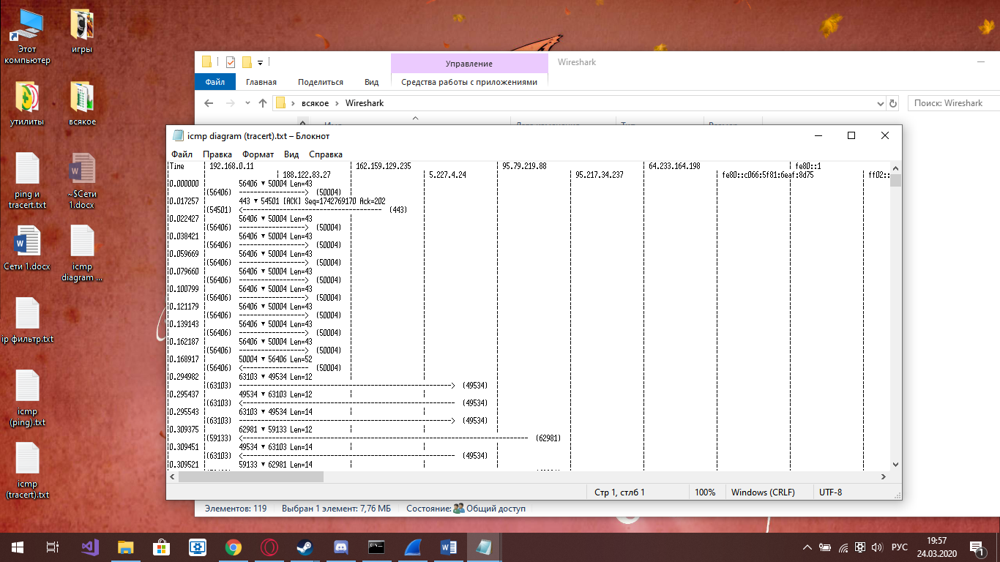 Этот компьютер
игры
утилиты
всякое
ping и tracert.txt
~$Сети 1.docx
Сети 1.docx
icmp diagram ...
ip фильтр.txt
icmp (ping).txt
icmp (tracert).txt
Управление
Wireshark
Файл Главная Поделиться Вид Средства работы с приложениями
всякое › Wireshark
Поиск: Wireshark
icmp diagram (tracert).txt – Блокнот
Файл Правка Формат Вид Справка
|Time | 192.168.0.11 | 162.159.129.235 | 95.79.219.88 | 64.233.164.198 | fe80::1
| | 188.122.83.27 | 5.227.4.24 | 95.217.34.237 | fe80::c066:5f81:6eaf:8d75 | ff02::
|0.000000 | 56406 ▾ 50004 Len=43
| |(56406) ------------------> (50004)
|0.017257 | 443 ▾ 54501 [ACK] Seq=1742769170 Ack=202
| |(54501) <-------------------------------------- (443)
|0.022427 | 56406 ▾ 50004 Len=43
| |(56406) ------------------> (50004)
|0.038421 | 56406 ▾ 50004 Len=43
| |(56406) ------------------> (50004)
|0.059669 | 56406 ▾ 50004 Len=43
| |(56406) ------------------> (50004)
|0.079660 | 56406 ▾ 50004 Len=43
| |(56406) ------------------> (50004)
|0.100799 | 56406 ▾ 50004 Len=43
| |(56406) ------------------> (50004)
|0.121179 | 56406 ▾ 50004 Len=43
| |(56406) ------------------> (50004)
|0.139143 | 56406 ▾ 50004 Len=43
| |(56406) ------------------> (50004)
|0.162187 | 56406 ▾ 50004 Len=43
| |(56406) ------------------> (50004)
|0.168917 | 50004 ▾ 56406 Len=52
| |(56406) <------------------ (50004)
|0.294982 | 63103 ▾ 49534 Len=12
| |(63103) ----------------------------------------------------------> (49534)
|0.295437 | 49534 ▾ 63103 Len=12
| |(63103) <---------------------------------------------------------- (49534)
|0.295543 | 63103 ▾ 49534 Len=14
| |(63103) ----------------------------------------------------------> (49534)
|0.309375 | 62981 ▾ 59133 Len=12
| |(59133) <------------------------------------------------------------------------------ (62981)
|0.309451 | 49534 ▾ 63103 Len=14
| |(63103) <---------------------------------------------------------- (49534)
|0.309521 | 59133 ▾ 62981 Len=14
Стр 1, стлб 1 100% Windows (CRLF) UTF-8
Элементов: 119 Выбран 1 элемент: 7,76 МБ Состояние: Общий доступ
РУС
19:57
24.03.2020
1